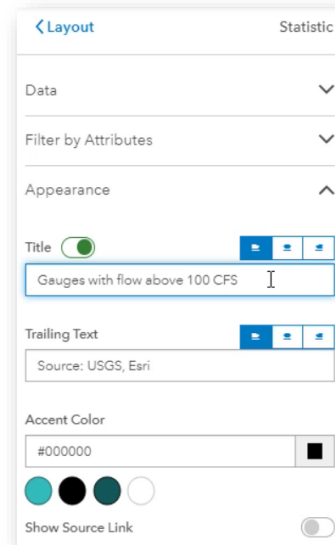 Layout Statistic
Data
Filter by Attributes
Appearance
Title
Gauges with flow above 100 CFS
Trailing Text
Source: USGS, Esri
Accent Color
#000000
Show Source Link